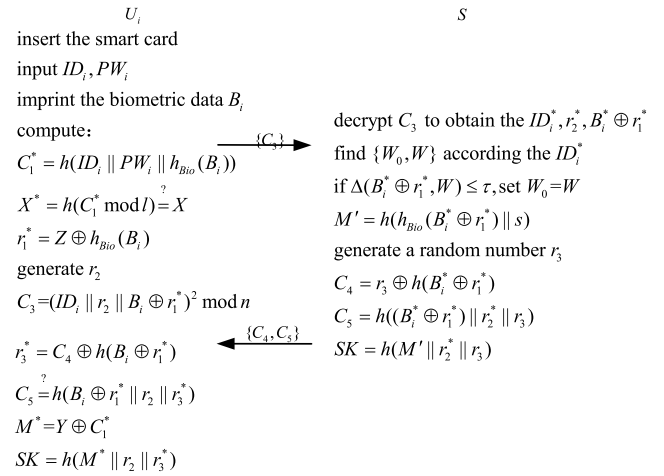 U_i
S
insert the smart card
input ID_i, PW_i
imprint the biometric data B_i
compute:
C_1^* = h(ID_i || PW_i || h_Bio(B_i))
X^* = h(C_1^* mod l) ?= X
r_1^* = Z ⊕ h_Bio(B_i)
generate r_2
C_3=(ID_i || r_2 || B_i ⊕ r_1^*)^2 mod n
{C_3}
decrypt C_3 to obtain the ID_i^*, r_2^*, B_i^* ⊕ r_1^*
find {W_0, W} according the ID_i^*
if Δ(B_i^* ⊕ r_1^*, W) ≤ τ, set W_0=W
M′ = h(h_Bio(B_i^* ⊕ r_1^*) || s)
generate a random number r_3
C_4 = r_3 ⊕ h(B_i^* ⊕ r_1^*)
C_5 = h((B_i^* ⊕ r_1^*) || r_2^* || r_3)
SK = h(M′ || r_2^* || r_3)
{C_4, C_5}
r_3^* = C_4 ⊕ h(B_i ⊕ r_1^*)
C_5 ?= h(B_i ⊕ r_1^* || r_2 || r_3^*)
M^*=Y ⊕ C_1^*
SK = h(M^* || r_2 || r_3^*)